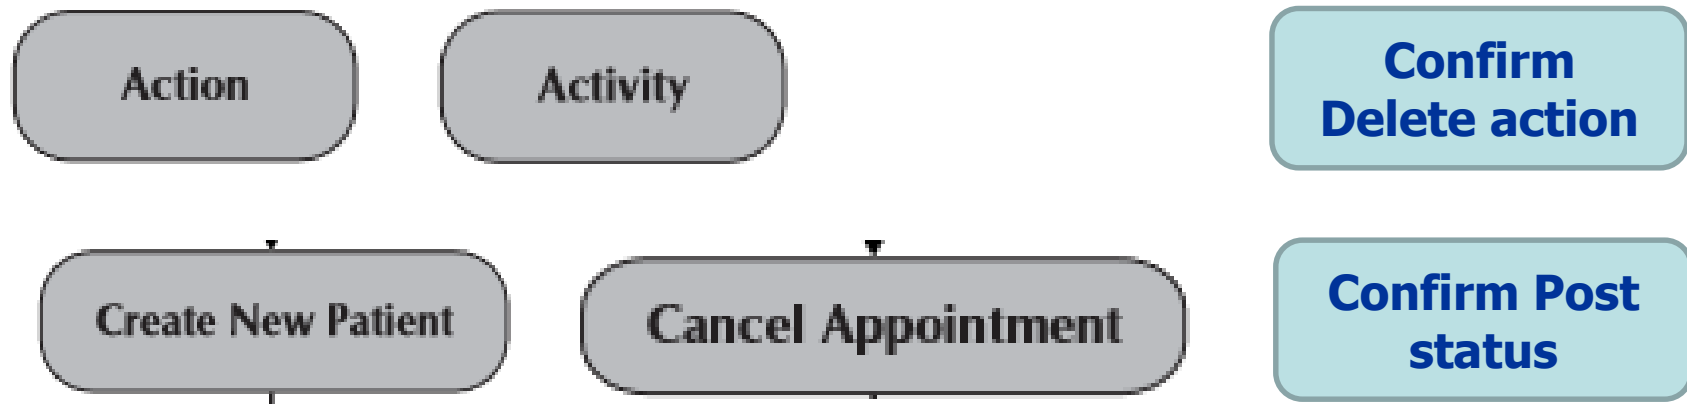 Action
Activity
Confirm
Delete action
Create New Patient
Cancel Appointment
Confirm Post
status